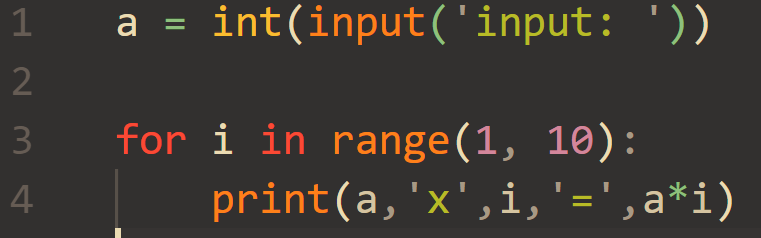 1 a = int(input('input: '))
2
3 for i in range(1, 10):
4     print(a,'x',i,'=',a*i)